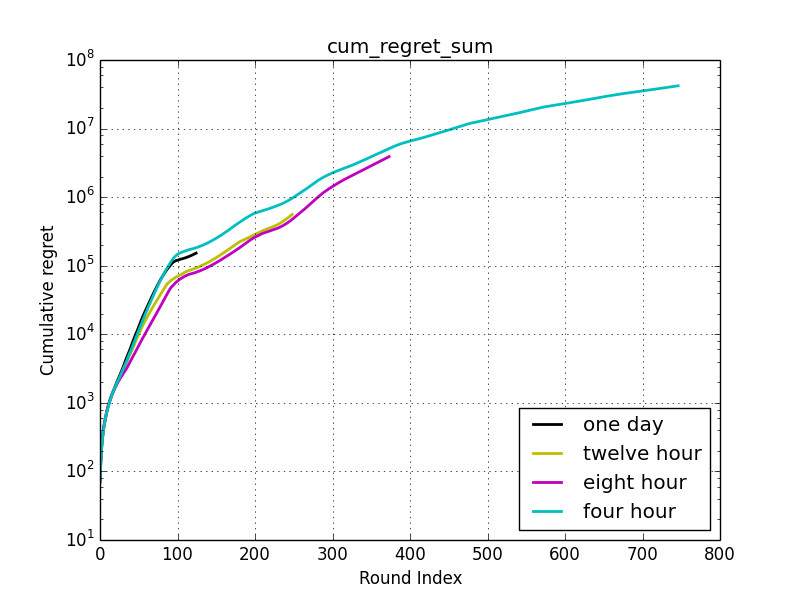 cum_regret_sum
10^8
10^7
10^6
10^5
10^4
10^3
10^2
10^1
Cumulative regret
one day
twelve hour
eight hour
four hour
0 100 200 300 400 500 600 700 800
Round Index